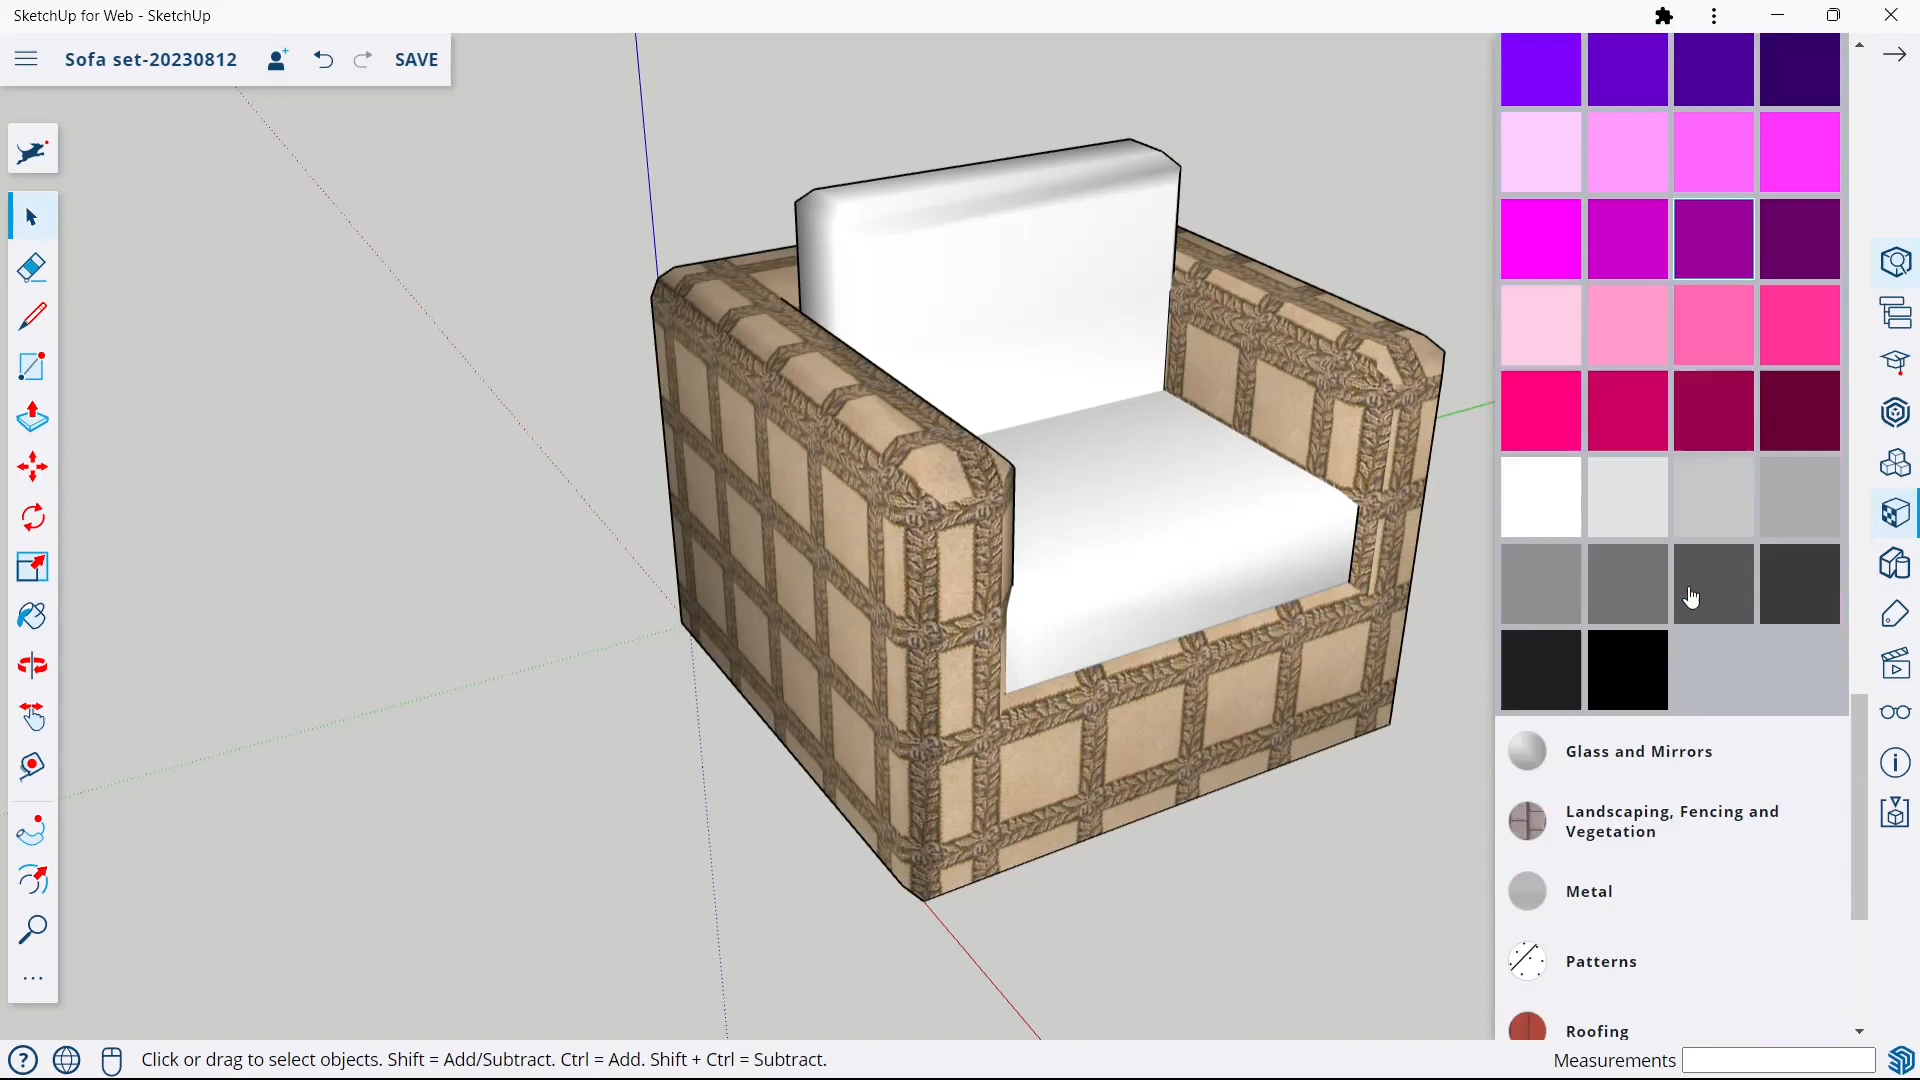 SketchUp for Web - SketchUp
Sofa set-20230812
SAVE
Glass and Mirrors
Landscaping, Fencing and
Vegetation
Metal
Patterns
Roofing
Click or drag to select objects. Shift = Add/Subtract. Ctrl = Add. Shift + Ctrl = Subtract.
Measurements